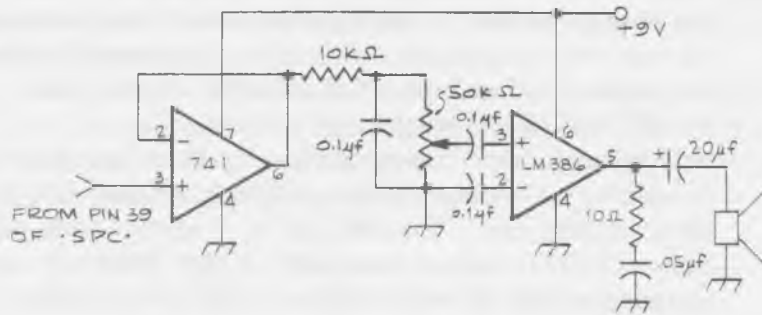 +9V
10KΩ
50KΩ
0.1µf
0.1µf
0.1µf
2
-
7
741
6
3
+
4
3
+
6
LM386
5
2
-
4
+
20µf
10Ω
.05µf
FROM PIN 39
OF ·SPC·